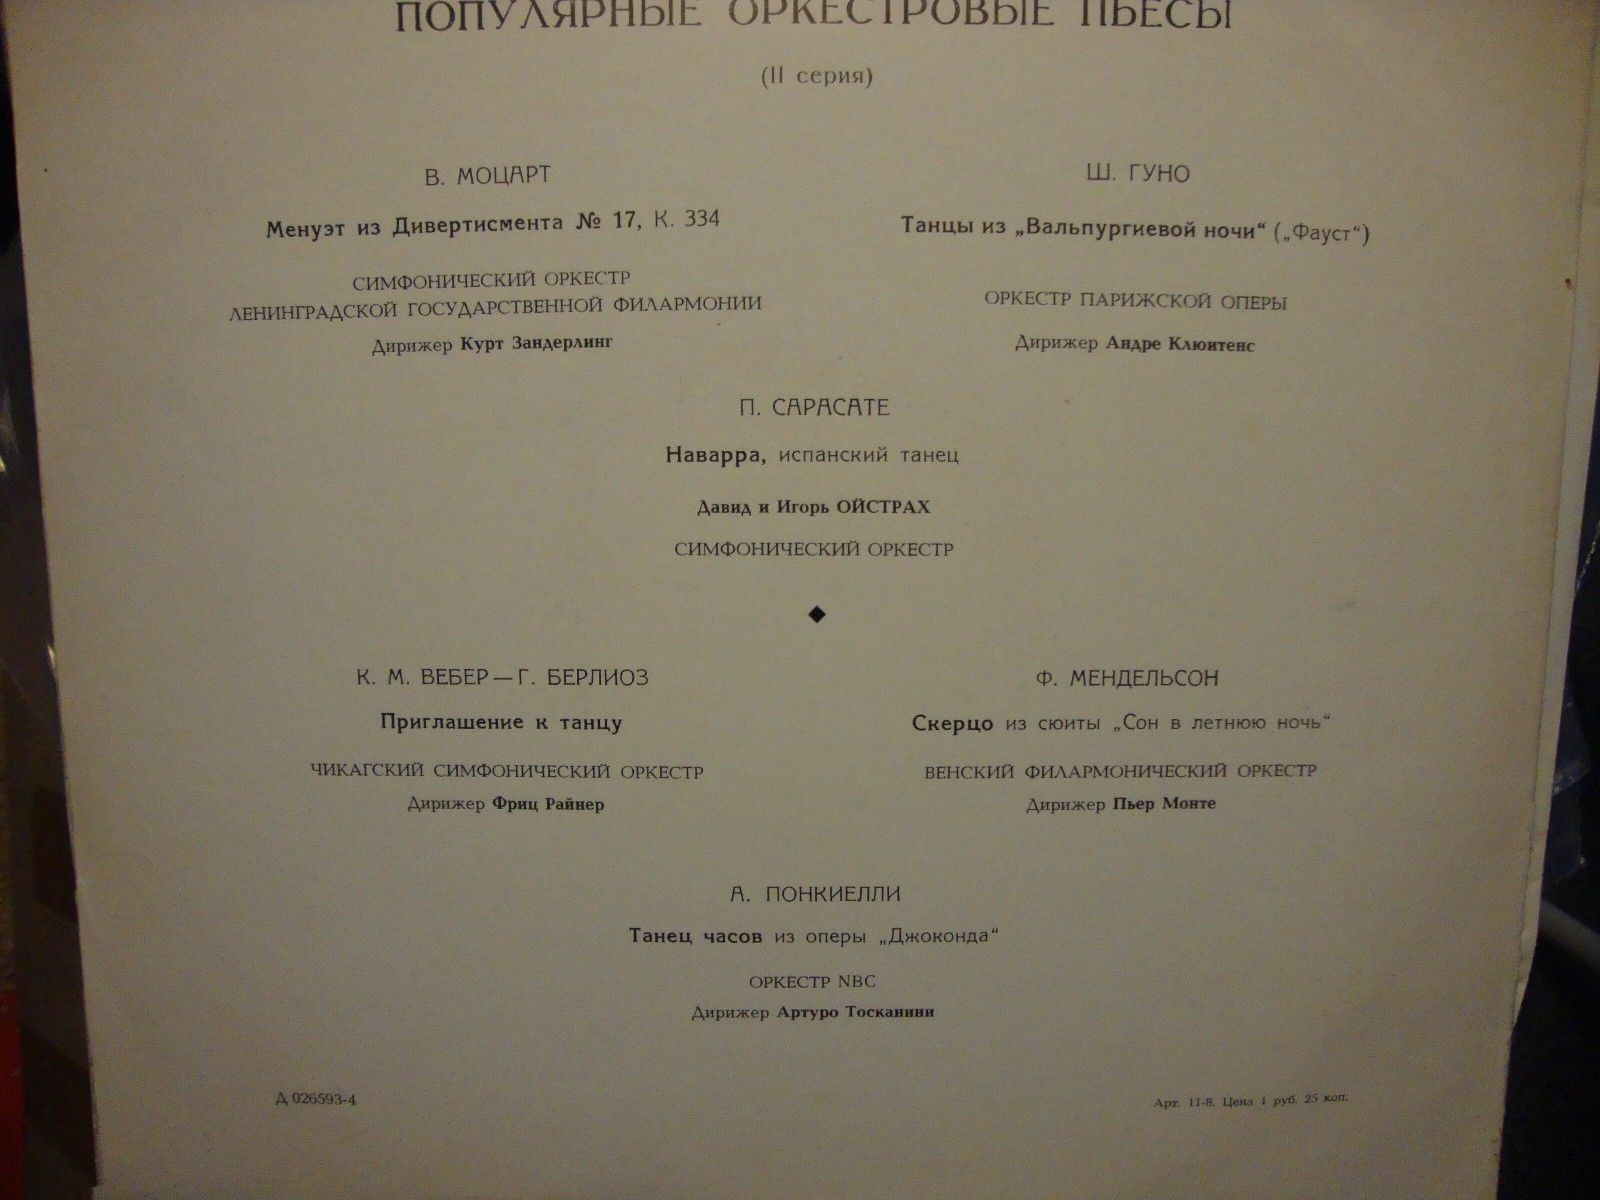 ПОПУЛЯРНЫЕ ОРКЕСТРОВЫЕ ПЬЕСЫ
(II серия)
В. МОЦАРТ
Менуэт из Дивертисмента № 17, К. 334
СИМФОНИЧЕСКИЙ ОРКЕСТР
ЛЕНИНГРАДСКОЙ ГОСУДАРСТВЕННОЙ ФИЛАРМОНИИ
Дирижер Курт Зандерлинг
Ш. ГУНО
Танцы из „Вальпургиевой ночи“ („Фауст“)
ОРКЕСТР ПАРИЖСКОЙ ОПЕРЫ
Дирижер Андре Клюитенс
П. САРАСАТЕ
Наварра, испанский танец
Давид и Игорь ОЙСТРАХ
СИМФОНИЧЕСКИЙ ОРКЕСТР
К. М. ВЕБЕР — Г. БЕРЛИОЗ
Приглашение к танцу
ЧИКАГСКИЙ СИМФОНИЧЕСКИЙ ОРКЕСТР
Дирижер Фриц Райнер
Ф. МЕНДЕЛЬСОН
Скерцо из сюиты „Сон в летнюю ночь“
ВЕНСКИЙ ФИЛАРМОНИЧЕСКИЙ ОРКЕСТР
Дирижер Пьер Монте
А. ПОНКИЕЛЛИ
Танец часов из оперы „Джоконда“
ОРКЕСТР NBC
Дирижер Артуро Тосканини
Д 026593-4
Арт. 11-8. Цена 1 руб. 25 коп.